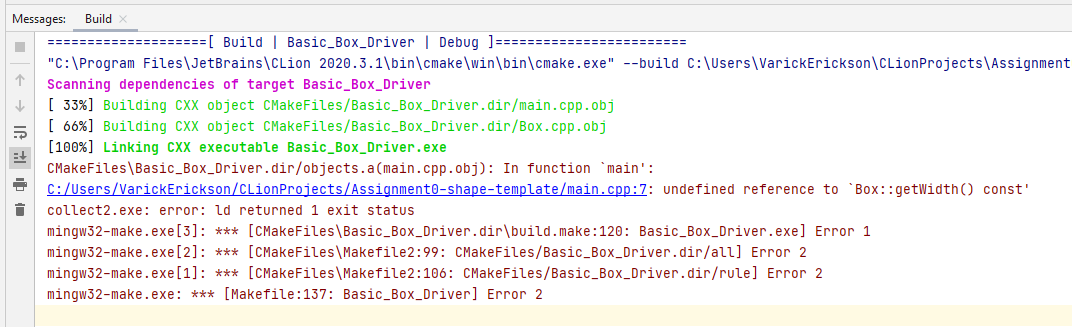 Messages: Build ×
====================[ Build | Basic_Box_Driver | Debug ]========================
"C:\Program Files\JetBrains\CLion 2020.3.1\bin\cmake\win\bin\cmake.exe" --build C:\Users\VarickErickson\CLionProjects\Assignment
Scanning dependencies of target Basic_Box_Driver
[ 33%] Building CXX object CMakeFiles/Basic_Box_Driver.dir/main.cpp.obj
[ 66%] Building CXX object CMakeFiles/Basic_Box_Driver.dir/Box.cpp.obj
[100%] Linking CXX executable Basic_Box_Driver.exe
CMakeFiles\Basic_Box_Driver.dir/objects.a(main.cpp.obj): In function `main':
C:/Users/VarickErickson/CLionProjects/Assignment0-shape-template/main.cpp:7: undefined reference to `Box::getWidth() const'
collect2.exe: error: ld returned 1 exit status
mingw32-make.exe[3]: *** [CMakeFiles\Basic_Box_Driver.dir\build.make:120: Basic_Box_Driver.exe] Error 1
mingw32-make.exe[2]: *** [CMakeFiles\Makefile2:99: CMakeFiles/Basic_Box_Driver.dir/all] Error 2
mingw32-make.exe[1]: *** [CMakeFiles\Makefile2:106: CMakeFiles/Basic_Box_Driver.dir/rule] Error 2
mingw32-make.exe: *** [Makefile:137: Basic_Box_Driver] Error 2